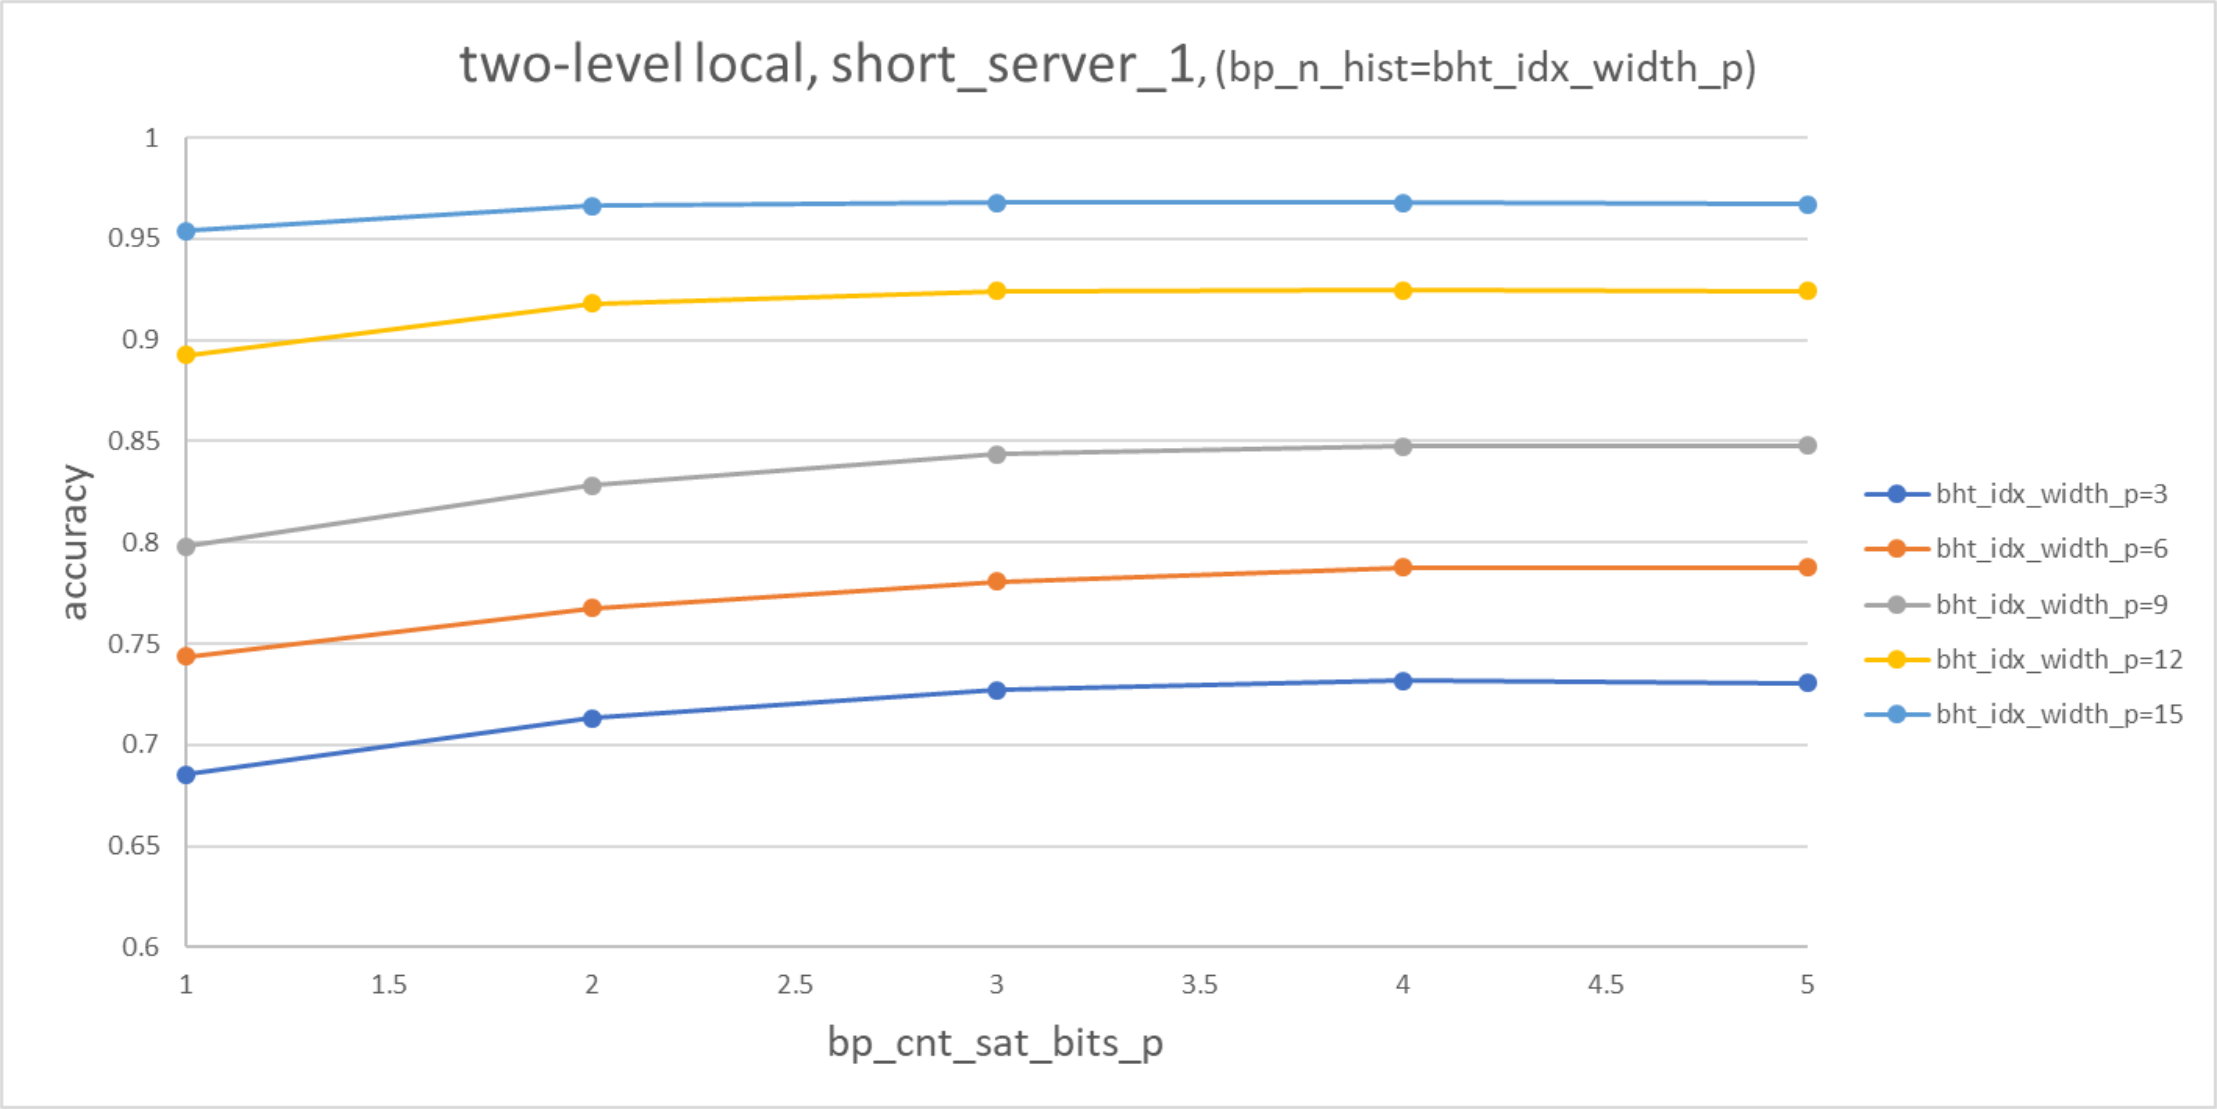 two-level local, short_server_1, (bp_n_hist=bht_idx_width_p)
1
0.95
0.9
0.85
0.8
0.75
0.7
0.65
0.6
accuracy
1 1.5 2 2.5 3 3.5 4 4.5 5
bp_cnt_sat_bits_p
bht_idx_width_p=3
bht_idx_width_p=6
bht_idx_width_p=9
bht_idx_width_p=12
bht_idx_width_p=15